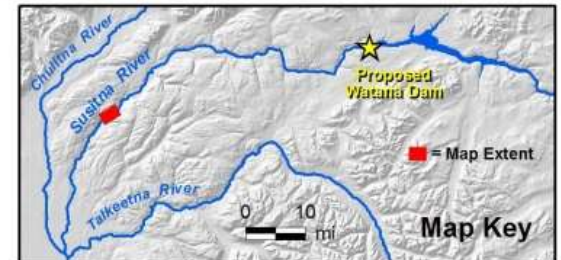 Chulitna River
Susitna River
Proposed
Watana Dam
= Map Extent
Talkeetna River
0 10
mi
Map Key